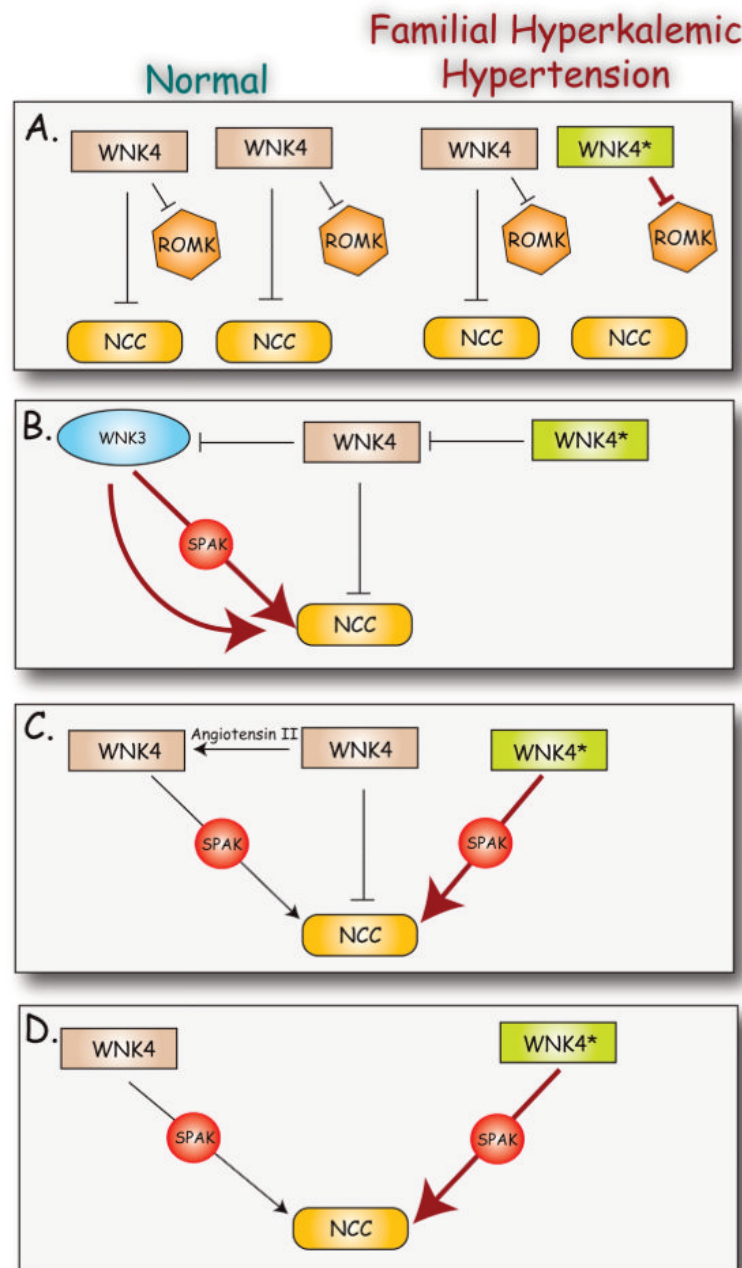 Normal
Familial Hyperkalemic
Hypertension
A.
WNK4
WNK4
WNK4
WNK4*
ROMK
ROMK
ROMK
ROMK
NCC
NCC
NCC
NCC
B.
WNK3
WNK4
WNK4*
SPAK
NCC
C.
WNK4
Angiotensin II
WNK4
WNK4*
SPAK
SPAK
NCC
D.
WNK4
WNK4*
SPAK
SPAK
NCC